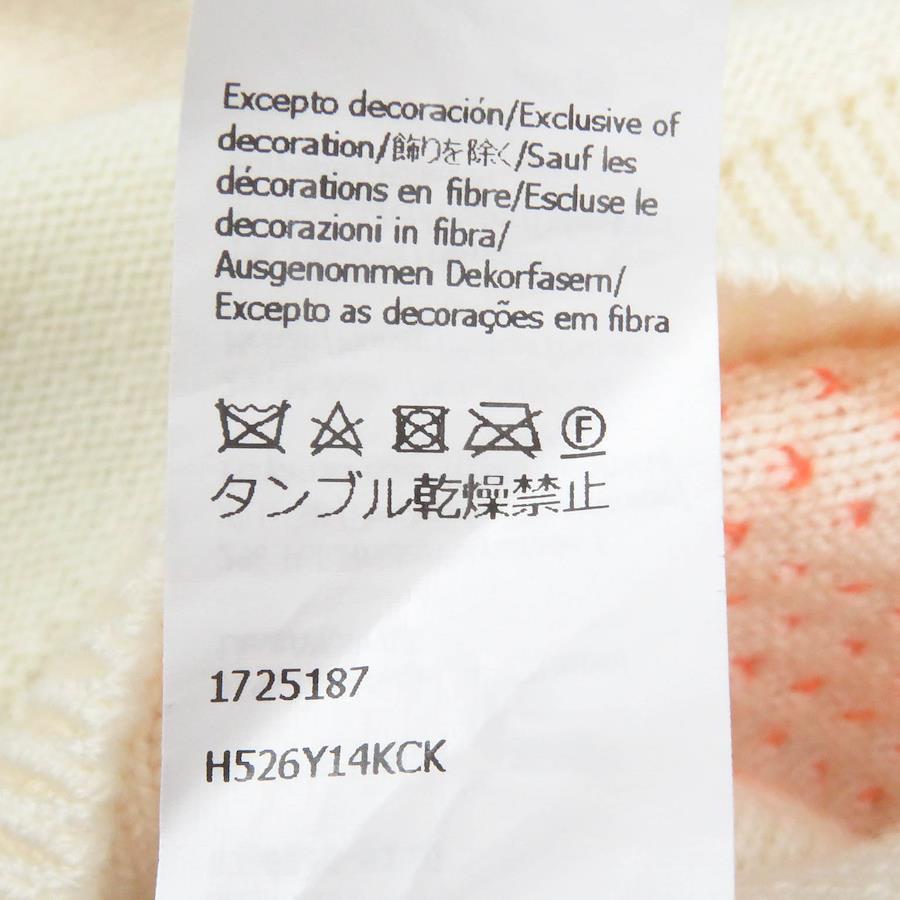 Excepto decoración/Exclusive of
decoration/飾りを除く/Sauf les
décorations en fibre/Escluse le
decorazioni in fibra/
Ausgenommen Dekorfasern/
Excepto as decorações em fibra
F
タンブル乾燥禁止
1725187
H526Y14KCK